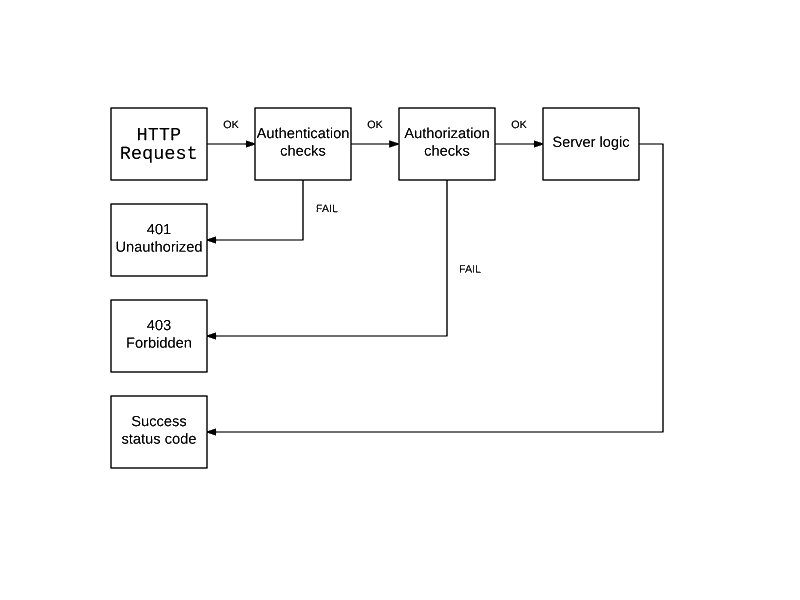 OK
OK
OK
HTTP
Request
Authentication
checks
Authorization
checks
Server logic
FAIL
401
Unauthorized
FAIL
403
Forbidden
Success
status code